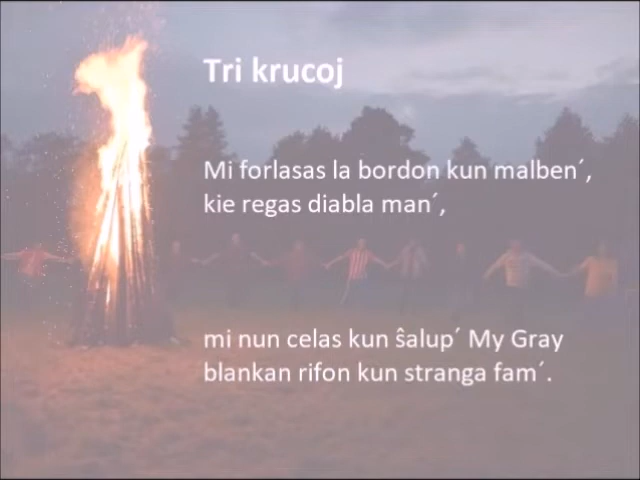 Tri krucoj
Mi forlasas la bordon kun malben´,
kie regas diabla man´,
mi nun celas kun ŝalup´ My Gray
blankan rifon kun stranga fam´.